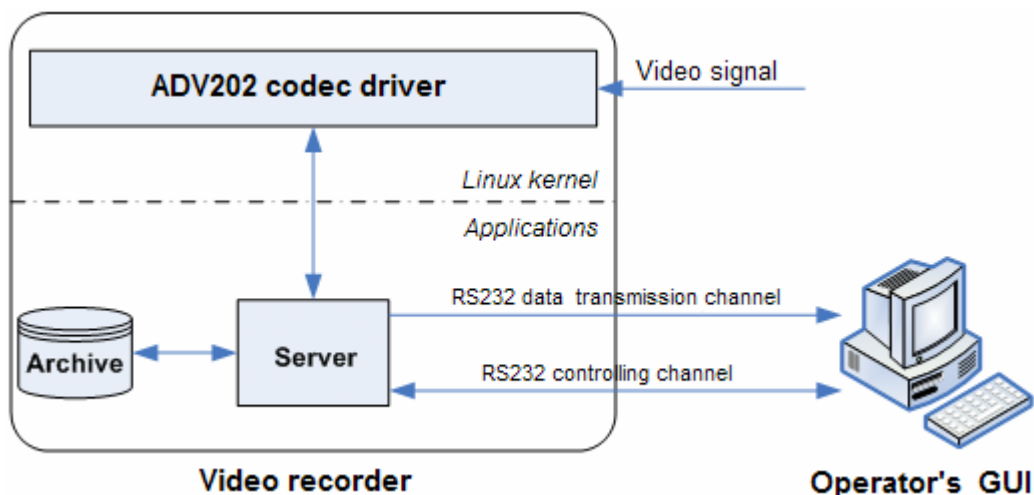 ADV202 codec driver
Video signal
Linux kernel
Applications
RS232 data transmission channel
Archive
Server
RS232 controlling channel
Video recorder
Operator's GUI